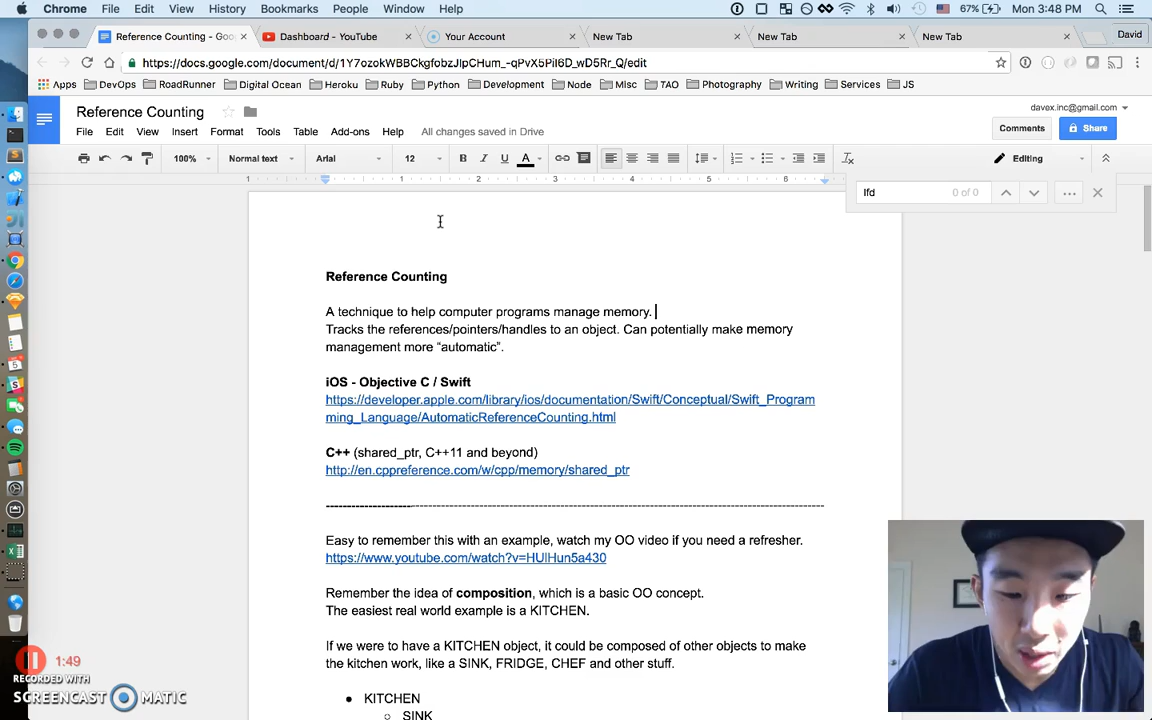 Chrome File Edit View History Bookmarks People Window Help 67% Mon 3:48 PM
Reference Counting - Goo Dashboard - YouTube Your Account New Tab New Tab New Tab David
https://docs.google.com/document/d/1Y7ozokWBBCkgfobzJIpCHum_-qPvX5PiI6D_wD5Rr_Q/edit
Apps DevOps RoadRunner Digital Ocean Heroku Ruby Python Development Node Misc TAO Photography Writing Services JS
Reference Counting davex.inc@gmail.com
File Edit View Insert Format Tools Table Add-ons Help All changes saved in Drive Comments Share
100% Normal text Arial 12 B I U A Editing
1 1 2 3 4 5 6
lfd 0 of 0
Reference Counting
A technique to help computer programs manage memory.
Tracks the references/pointers/handles to an object. Can potentially make memory
management more “automatic”.
iOS - Objective C / Swift
https://developer.apple.com/library/ios/documentation/Swift/Conceptual/Swift_Program
ming_Language/AutomaticReferenceCounting.html
C++ (shared_ptr, C++11 and beyond)
http://en.cppreference.com/w/cpp/memory/shared_ptr
Easy to remember this with an example, watch my OO video if you need a refresher.
https://www.youtube.com/watch?v=HUlHun5a430
Remember the idea of composition, which is a basic OO concept.
The easiest real world example is a KITCHEN.
If we were to have a KITCHEN object, it could be composed of other objects to make
the kitchen work, like a SINK, FRIDGE, CHEF and other stuff.
● KITCHEN
○ SINK
1:49
RECORDED WITH
SCREENCAST MATIC